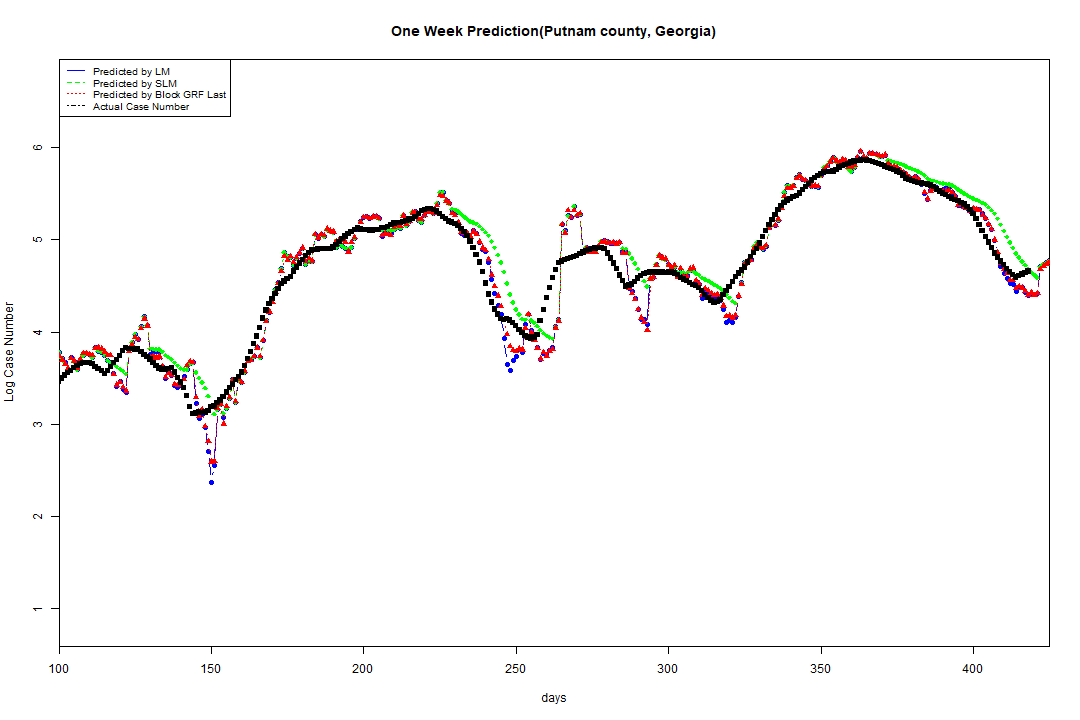 One Week Prediction(Putnam county, Georgia)
Predicted by LM
Predicted by SLM
Predicted by Block GRF Last
Actual Case Number
6
5
4
3
2
1
Log Case Number
100 150 200 250 300 350 400
days